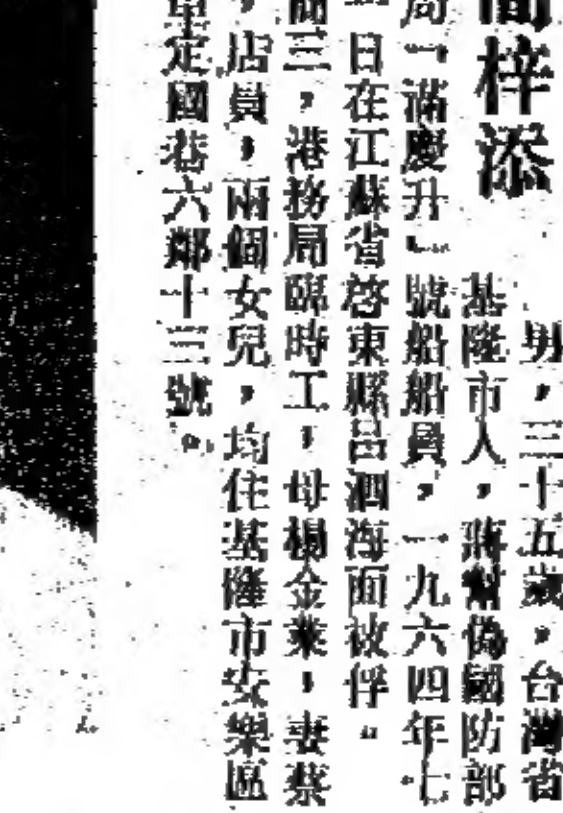 梓添
男，三十五歲，台灣省
基隆市人，蔣幫偽國防部
「滿慶升」號船船員，一九六四年七
日在江蘇省啓東縣呂泗海面被俘。
三，港務局臨時工，母楊金葉，妻蔡
，店員，兩個女兒，均住基隆市安樂區
定國巷六鄰十三號。